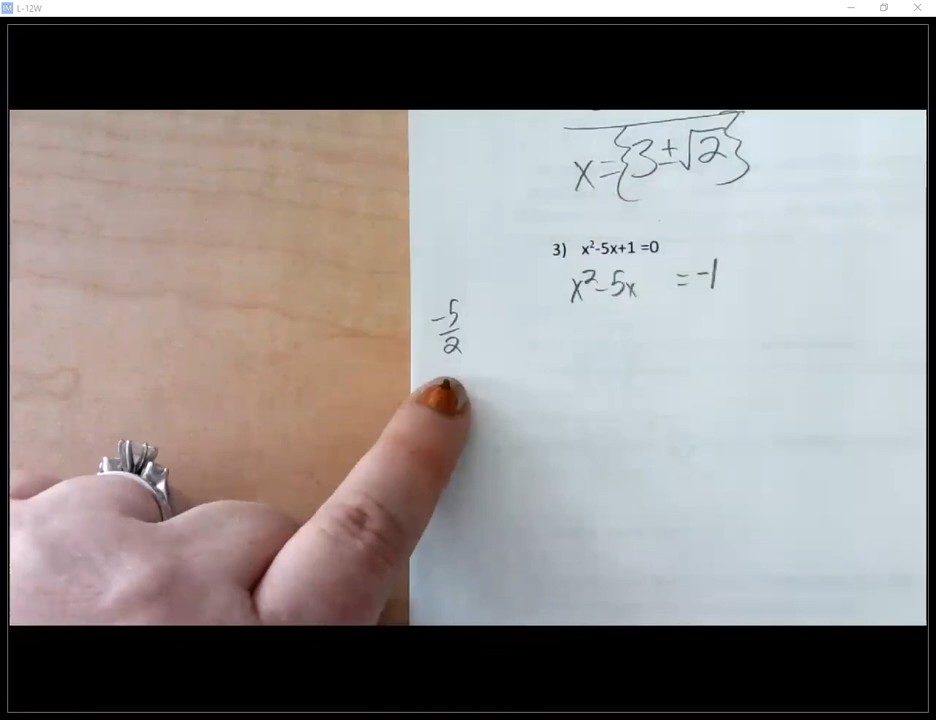 L-12W
x={3±√2}
3) x²-5x+1 =0
x²-5x =-1
-5
2